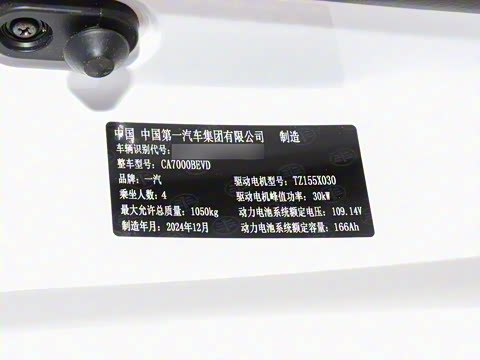 中国 中国第一汽车集团有限公司 制造
车辆识别代号:
整车型号: CA7000BEVD
品牌: 一汽 驱动电机型号: TZ155X030
乘坐人数: 4 驱动电机峰值功率: 30kW
最大允许总质量: 1050kg 动力电池系统额定电压: 109.14V
制造年月: 2024年12月 动力电池系统额定容量: 166Ah